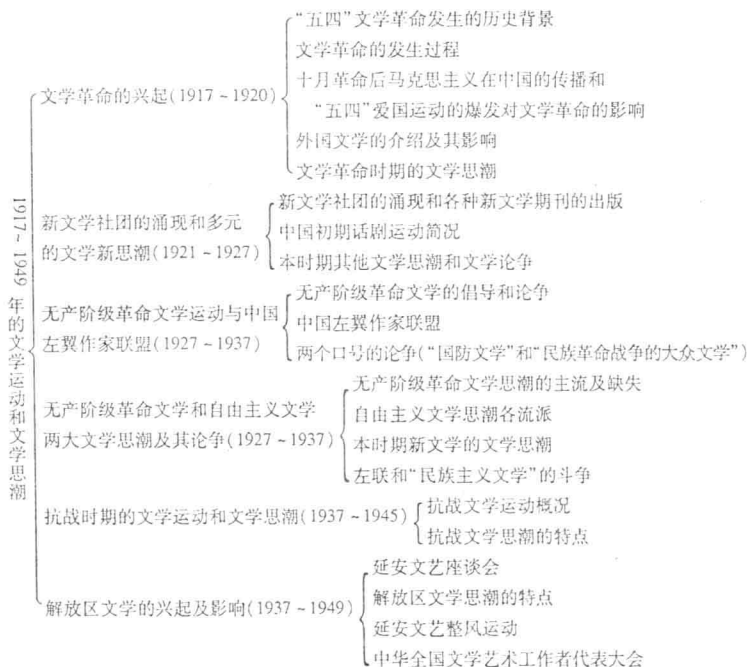 1917~1949年的文学运动和文学思潮
文学革命的兴起(1917~1920)
“五四”文学革命发生的历史背景
文学革命的发生过程
十月革命后马克思主义在中国的传播和
“五四”爱国运动的爆发对文学革命的影响
外国文学的介绍及其影响
文学革命时期的文学思潮
新文学社团的涌现和多元
的文学新思潮(1921~1927)
新文学社团的涌现和各种新文学期刊的出版
中国初期话剧运动简况
本时期其他文学思潮和文学论争
无产阶级革命文学运动与中国
左翼作家联盟(1927~1937)
无产阶级革命文学的倡导和论争
中国左翼作家联盟
两个口号的论争(“国防文学”和“民族革命战争的大众文学”)
无产阶级革命文学和自由主义文学
两大文学思潮及其论争(1927~1937)
无产阶级革命文学思潮的主流及缺失
自由主义文学思潮各流派
本时期新文学的文学思潮
左联和“民族主义文学”的斗争
抗战时期的文学运动和文学思潮(1937~1945)
抗战文学运动概况
抗战文学思潮的特点
解放区文学的兴起及影响(1937~1949)
延安文艺座谈会
解放区文学思潮的特点
延安文艺整风运动
中华全国文学艺术工作者代表大会